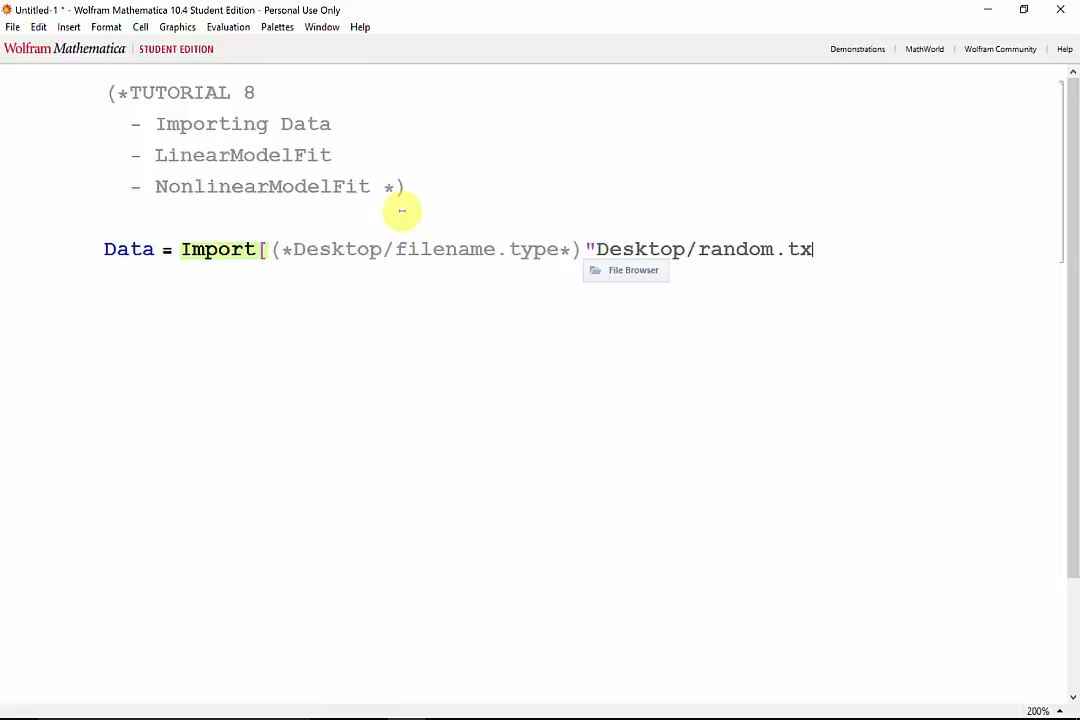 Untitled-1 * - Wolfram Mathematica 10.4 Student Edition - Personal Use Only
File Edit Insert Format Cell Graphics Evaluation Palettes Window Help
Wolfram Mathematica | STUDENT EDITION Demonstrations | MathWorld | Wolfram Community | Help
(*TUTORIAL 8
- Importing Data
- LinearModelFit
- NonlinearModelFit *)
Data = Import[(*Desktop/filename.type*)"Desktop/random.tx
File Browser
200%